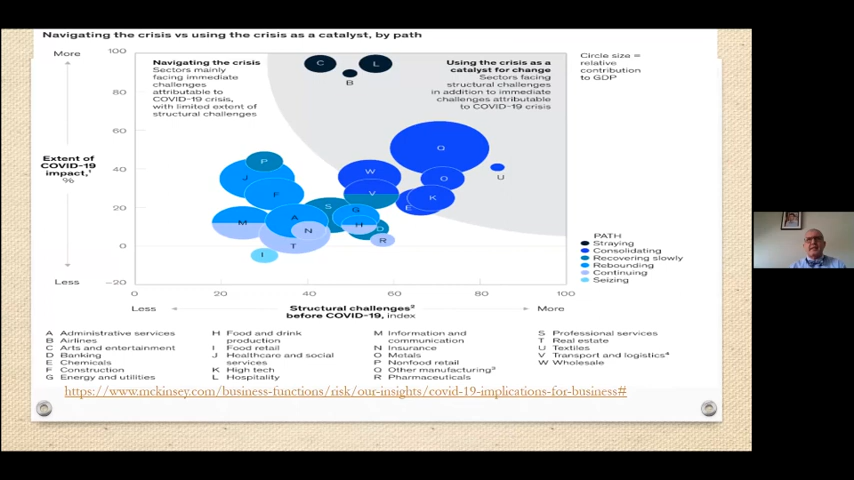 Navigating the crisis vs using the crisis as a catalyst, by path
More
Extent of
COVID-19
impact,¹
%
Less
100
80
60
40
20
0
−20
Navigating the crisis
Sectors mainly
facing immediate
challenges
attributable to
COVID-19 crisis,
with limited extent of
structural challenges
Using the crisis as a
catalyst for change
Sectors facing
structural challenges
in addition to immediate
challenges attributable
to COVID-19 crisis
Circle size =
relative
contribution
to GDP
C
L
B
Q
P
J
W
O
U
F
V
K
E
S
G
A
M
H
D
N
R
T
I
0
20
40
60
80
100
Less
Structural challenges²
before COVID-19, index
More
PATH
Straying
Consolidating
Recovering slowly
Rebounding
Continuing
Seizing
A Administrative services
B Airlines
C Arts and entertainment
D Banking
E Chemicals
F Construction
G Energy and utilities
H Food and drink
production
I Food retail
J Healthcare and social
services
K High tech
L Hospitality
M Information and
communication
N Insurance
O Metals
P Nonfood retail
Q Other manufacturing³
R Pharmaceuticals
S Professional services
T Real estate
U Textiles
V Transport and logistics⁴
W Wholesale
https://www.mckinsey.com/business-functions/risk/our-insights/covid-19-implications-for-business#